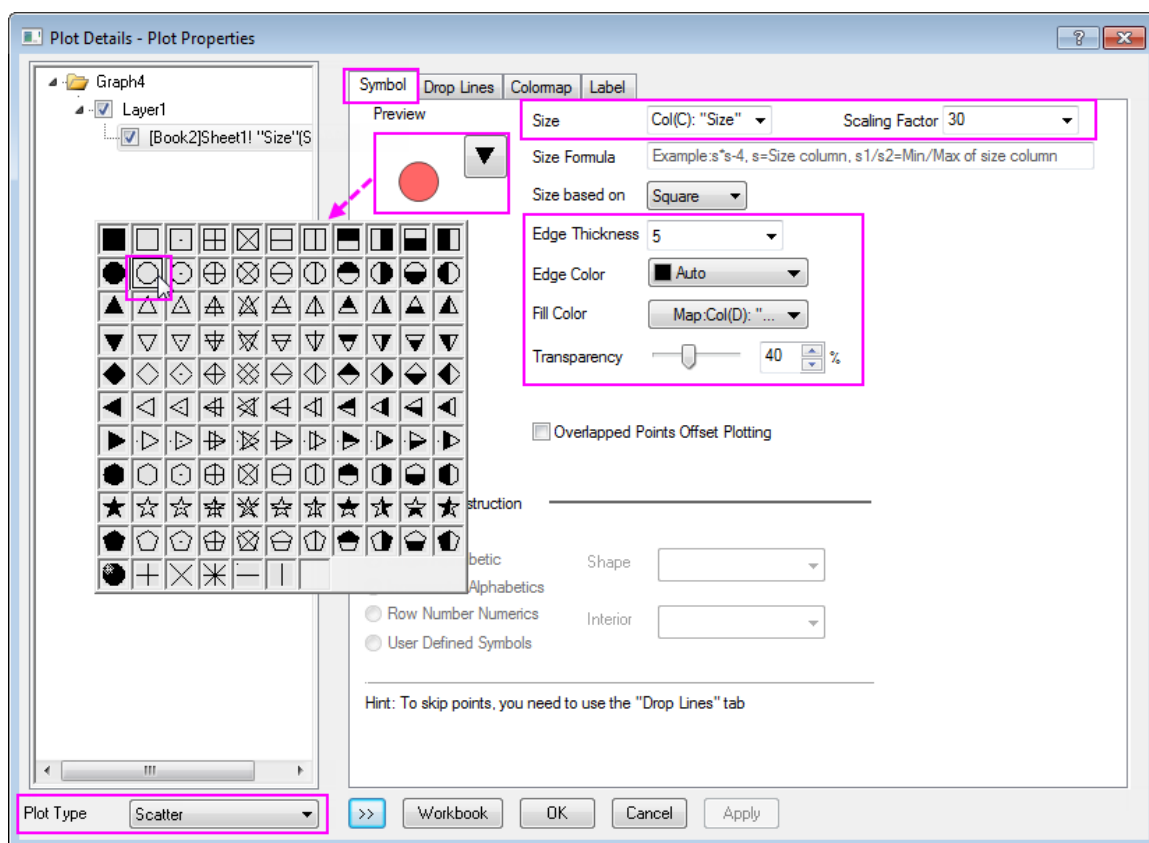 Plot Details - Plot Properties
Graph4
Layer1
[Book2]Sheet1! "Size"(S
Symbol Drop Lines Colormap Label
Preview
Size Col(C): "Size" Scaling Factor 30
Size Formula Example:s*s-4, s=Size column, s1/s2=Min/Max of size column
Size based on Square
Edge Thickness 5
Edge Color Auto
Fill Color Map:Col(D): "...
Transparency 40 %
Overlapped Points Offset Plotting
struction
betic Shape
Alphabetics
Row Number Numerics Interior
User Defined Symbols
Hint: To skip points, you need to use the "Drop Lines" tab
Plot Type Scatter >> Workbook OK Cancel Apply